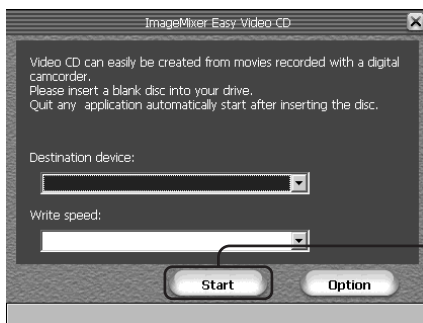 ImageMixer Easy Video CD
Video CD can easily be created from movies recorded with a digital
camcorder.
Please insert a blank disc into your drive.
Quit any application automatically start after inserting the disc.
Destination device:
Write speed:
Start
Option